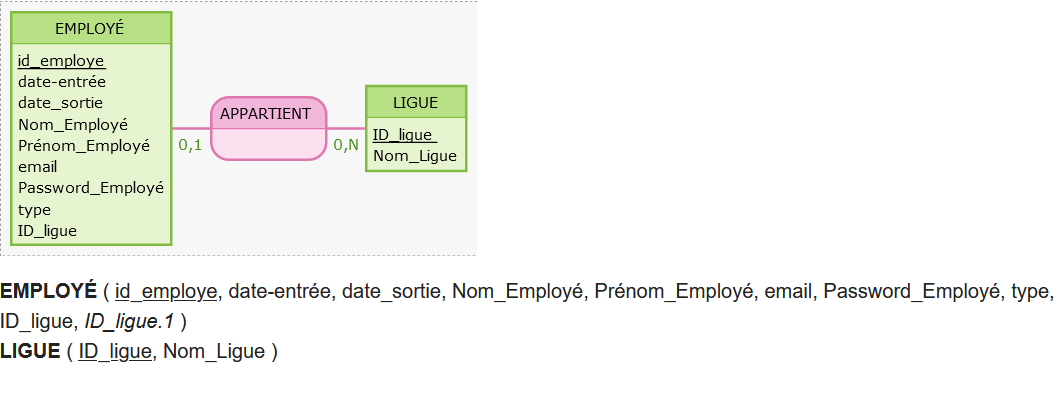 EMPLOYÉ
id_employe
date-entrée
date_sortie
Nom_Employé
Prénom_Employé
email
Password_Employé
type
ID_ligue
0,1
APPARTIENT
0,N
LIGUE
ID_ligue
Nom_Ligue
EMPLOYÉ ( id_employe, date-entrée, date_sortie, Nom_Employé, Prénom_Employé, email, Password_Employé, type,
ID_ligue, ID_ligue.1 )
LIGUE ( ID_ligue, Nom_Ligue )